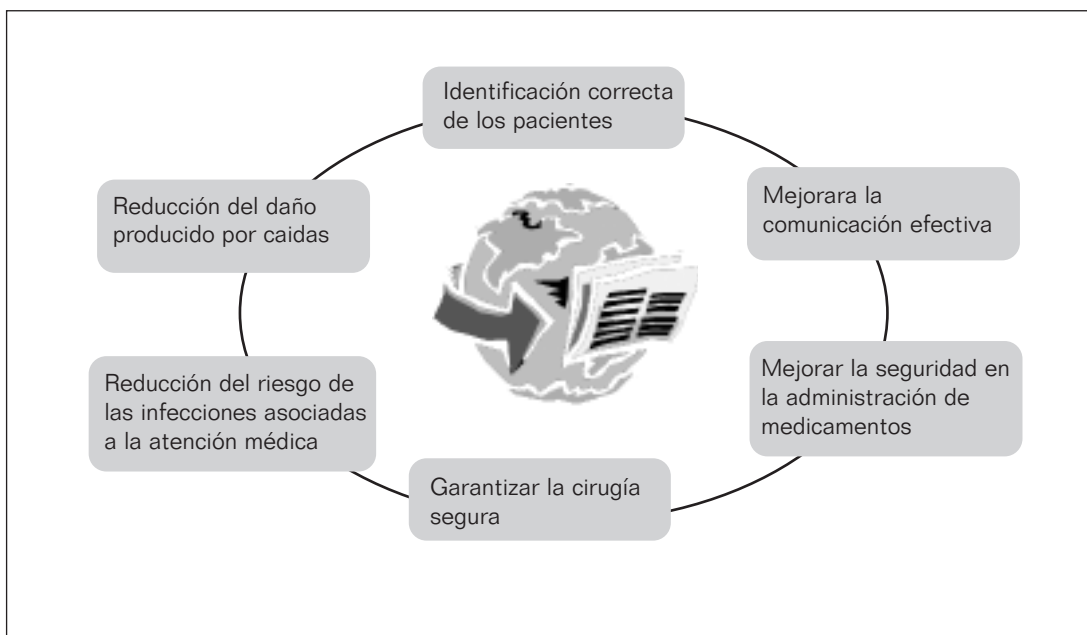 Identificación correcta
de los pacientes
Mejorara la
comunicación efectiva
Mejorar la seguridad en
la administración de
medicamentos
Garantizar la cirugía
segura
Reducción del riesgo de
las infecciones asociadas
a la atención médica
Reducción del daño
producido por caidas